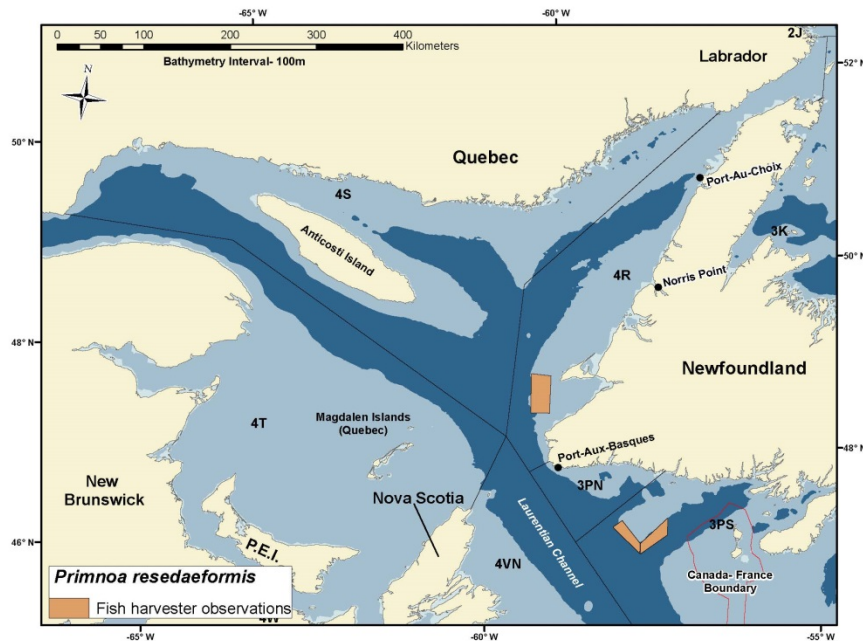 -65° W
-60° W
0 50 100 200 300 400
Kilometers
Bathymetry Interval- 100m
N
2J
52° N
Labrador
50° N
Quebec
Port-Au-Choix
4S
3K
Anticosti Island
50° N
4R
Norris Point
48° N
Newfoundland
Magdalen Islands
(Quebec)
4T
Port-Aux-Basques
48° N
New
Brunswick
Nova Scotia
3PN
Laurentian Channel
3PS
46° N
P.E.I.
4VN
Canada- France
Boundary
Primnoa resedaeformis
Fish harvester observations
4W
-65° W
-60° W
-55° W